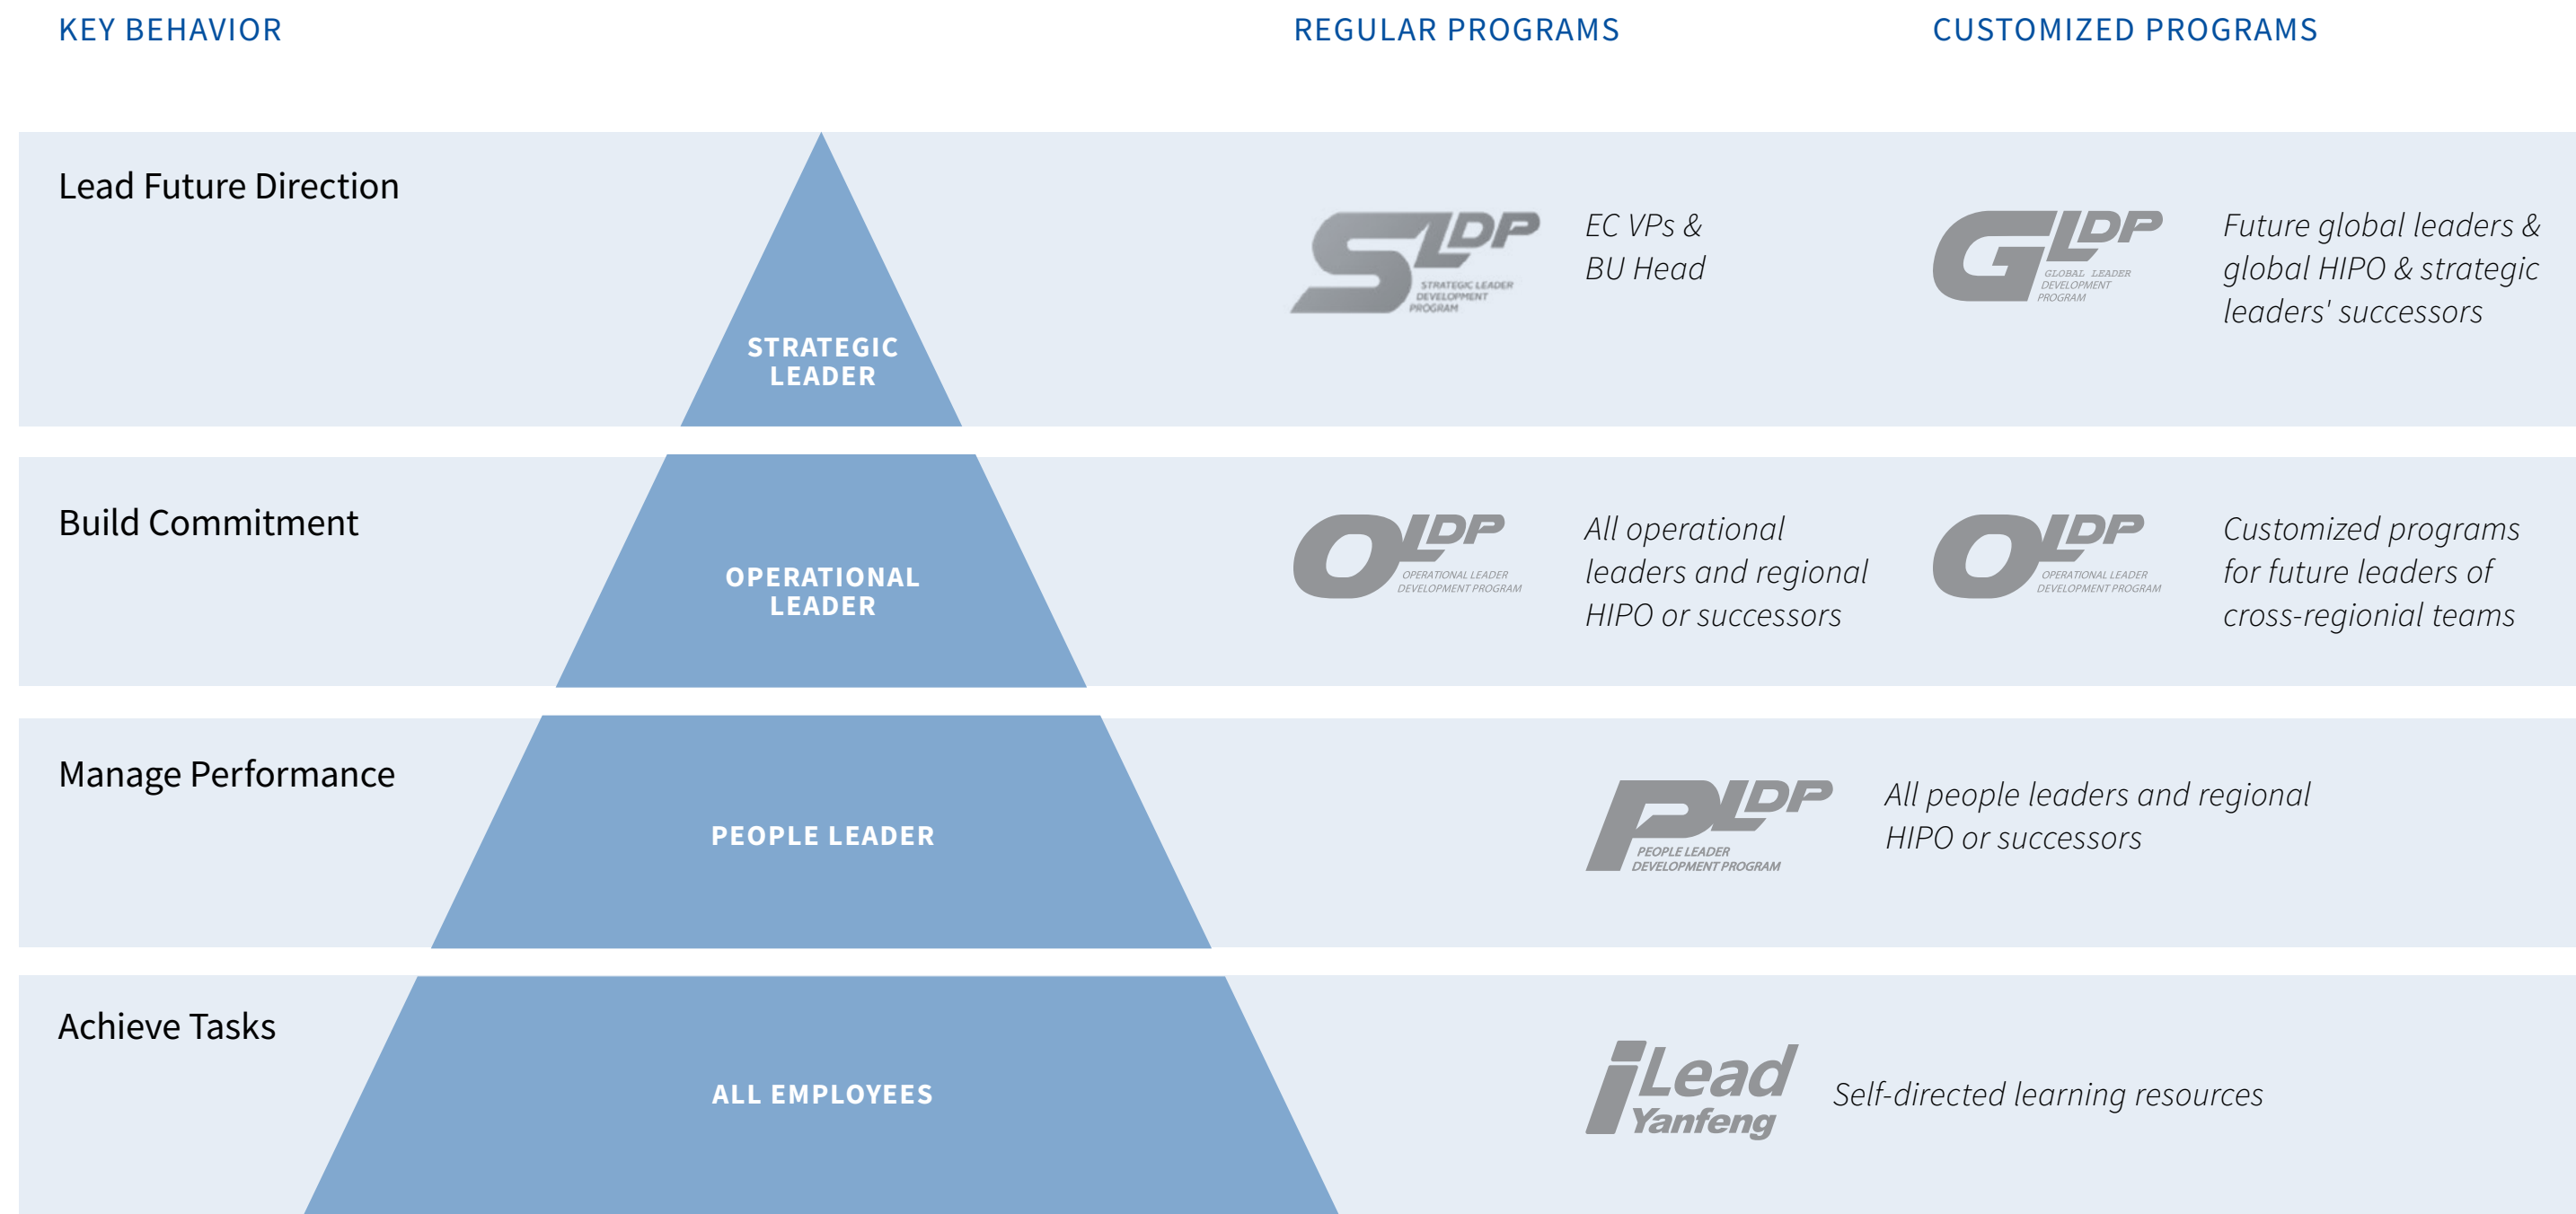 KEY BEHAVIOR
REGULAR PROGRAMS
CUSTOMIZED PROGRAMS
Lead Future Direction
STRATEGIC
LEADER
SLDP
STRATEGIC LEADER
DEVELOPMENT
PROGRAM
EC VPs &
BU Head
GLDP
GLOBAL LEADER
DEVELOPMENT
PROGRAM
Future global leaders &
global HIPO & strategic
leaders' successors
Build Commitment
OPERATIONAL
LEADER
OLDP
OPERATIONAL LEADER
DEVELOPMENT PROGRAM
All operational
leaders and regional
HIPO or successors
OLDP
OPERATIONAL LEADER
DEVELOPMENT PROGRAM
Customized programs
for future leaders of
cross-regionial teams
Manage Performance
PEOPLE LEADER
PLDP
PEOPLE LEADER
DEVELOPMENT PROGRAM
All people leaders and regional
HIPO or successors
Achieve Tasks
ALL EMPLOYEES
iLead
Yanfeng
Self-directed learning resources